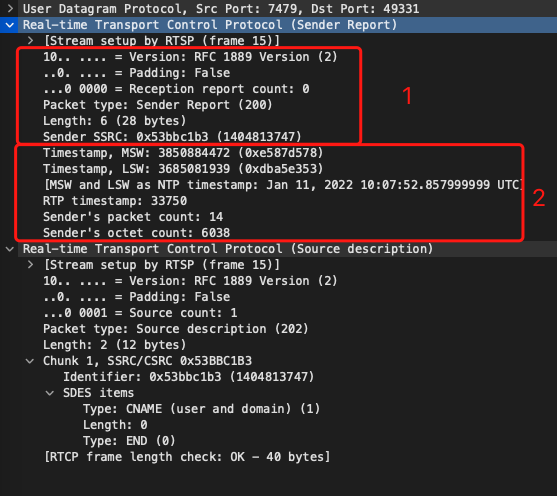 User Datagram Protocol, Src Port: 7479, Dst Port: 49331
Real-time Transport Control Protocol (Sender Report)
[Stream setup by RTSP (frame 15)]
10.. .... = Version: RFC 1889 Version (2)
..0. .... = Padding: False
...0 0000 = Reception report count: 0
Packet type: Sender Report (200)
Length: 6 (28 bytes)
Sender SSRC: 0x53bbc1b3 (1404813747)
1
Timestamp, MSW: 3850884472 (0xe587d578)
Timestamp, LSW: 3685081939 (0xdba5e353)
[MSW and LSW as NTP timestamp: Jan 11, 2022 10:07:52.857999999 UTC]
RTP timestamp: 33750
Sender's packet count: 14
Sender's octet count: 6038
2
Real-time Transport Control Protocol (Source description)
[Stream setup by RTSP (frame 15)]
10.. .... = Version: RFC 1889 Version (2)
..0. .... = Padding: False
...0 0001 = Source count: 1
Packet type: Source description (202)
Length: 2 (12 bytes)
Chunk 1, SSRC/CSRC 0x53BBC1B3
Identifier: 0x53bbc1b3 (1404813747)
SDES items
Type: CNAME (user and domain) (1)
Length: 0
Type: END (0)
[RTCP frame length check: OK - 40 bytes]